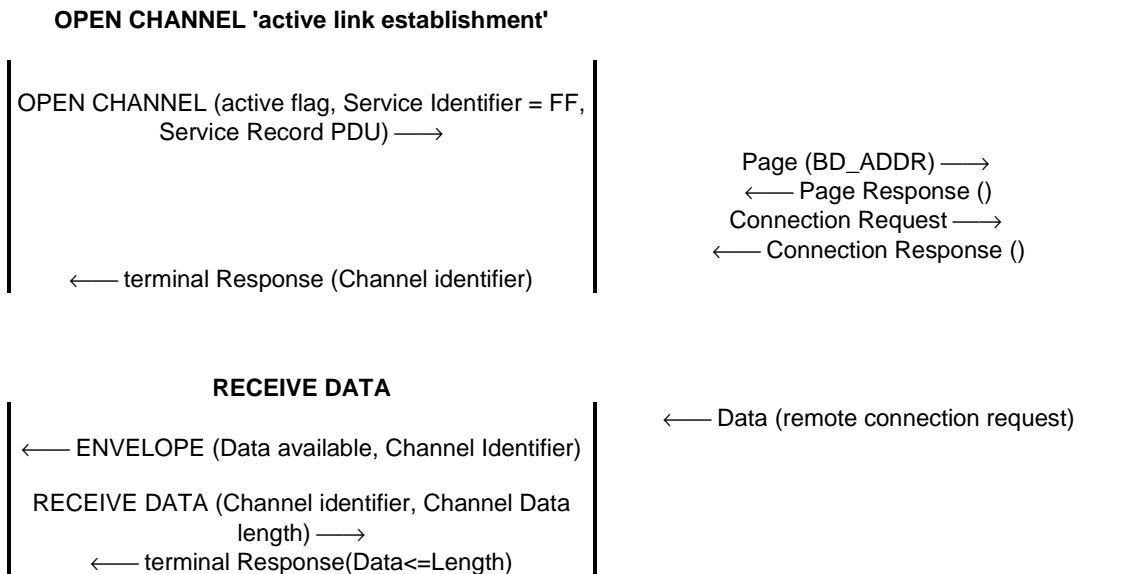 OPEN CHANNEL 'active link establishment'
OPEN CHANNEL (active flag, Service Identifier = FF,
Service Record PDU) ⟶
Page (BD_ADDR) ⟶
⟵ Page Response ()
Connection Request ⟶
⟵ Connection Response ()
⟵ terminal Response (Channel identifier)
RECEIVE DATA
⟵ Data (remote connection request)
⟵ ENVELOPE (Data available, Channel Identifier)
RECEIVE DATA (Channel identifier, Channel Data
length) ⟶
⟵ terminal Response(Data<=Length)